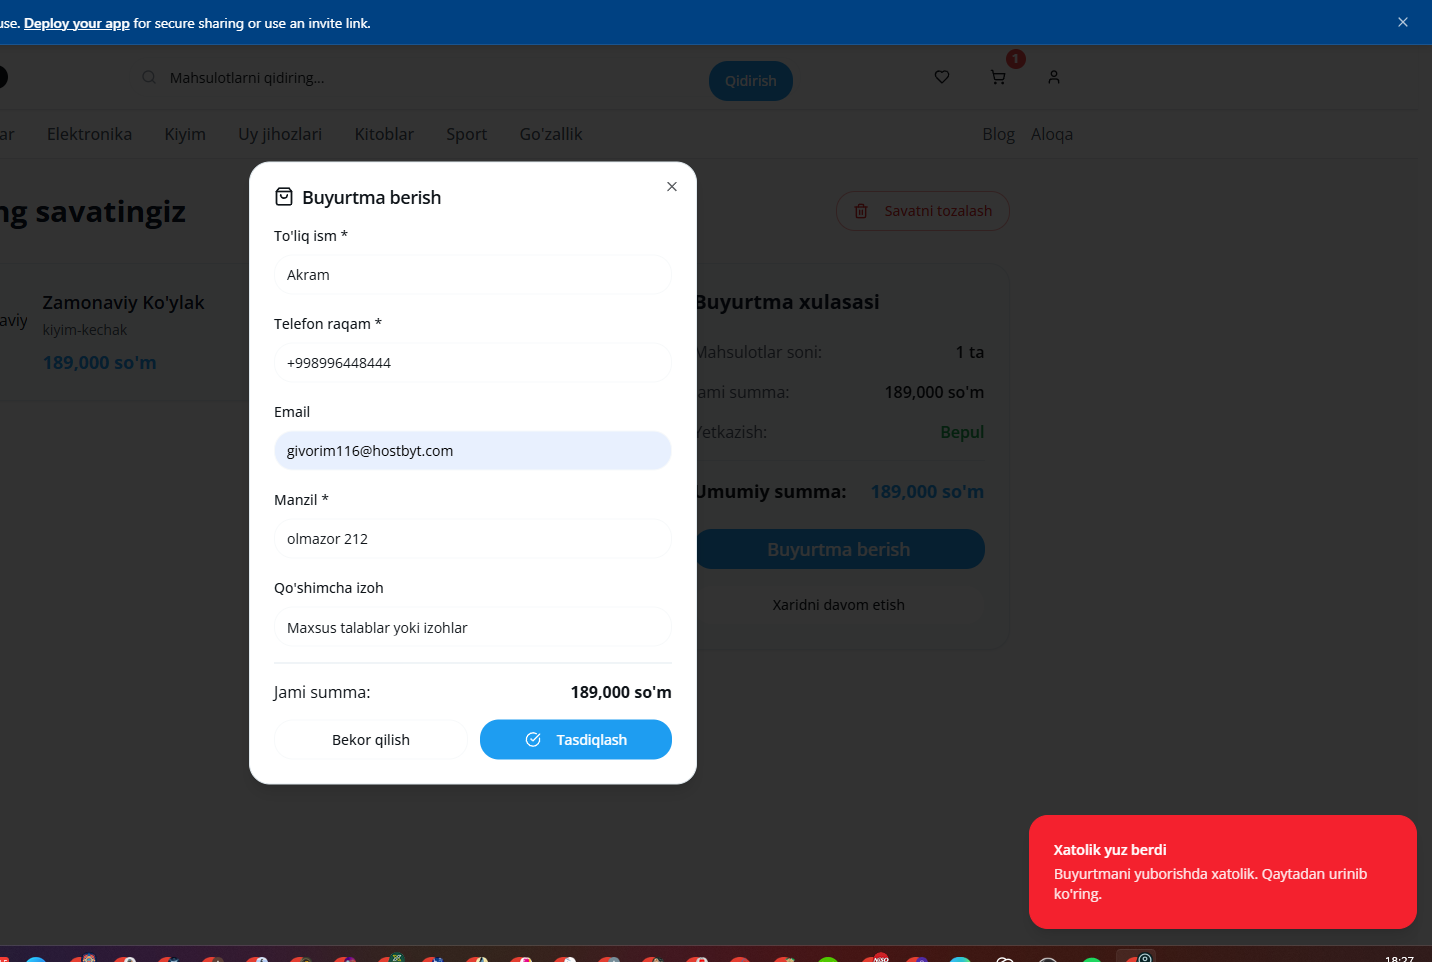 use. Deploy your app for secure sharing or use an invite link.
Mahsulotlarni qidiring...
Qidirish
1
ar Elektronika Kiyim Uy jihozlari Kitoblar Sport Go'zallik Blog Aloqa
ng savatingiz
Savatni tozalash
aviy
Zamonaviy Ko'ylak
kiyim-kechak
189,000 so'm
Buyurtma berish
To'liq ism *
Akram
Telefon raqam *
+998996448444
Email
givorim116@hostbyt.com
Manzil *
olmazor 212
Qo'shimcha izoh
Maxsus talablar yoki izohlar
Jami summa: 189,000 so'm
Bekor qilish
Tasdiqlash
Buyurtma xulasasi
Mahsulotlar soni: 1 ta
ami summa: 189,000 so'm
Yetkazish: Bepul
Umumiy summa: 189,000 so'm
Buyurtma berish
Xaridni davom etish
Xatolik yuz berdi
Buyurtmani yuborishda xatolik. Qaytadan urinib
ko'ring.
18:27